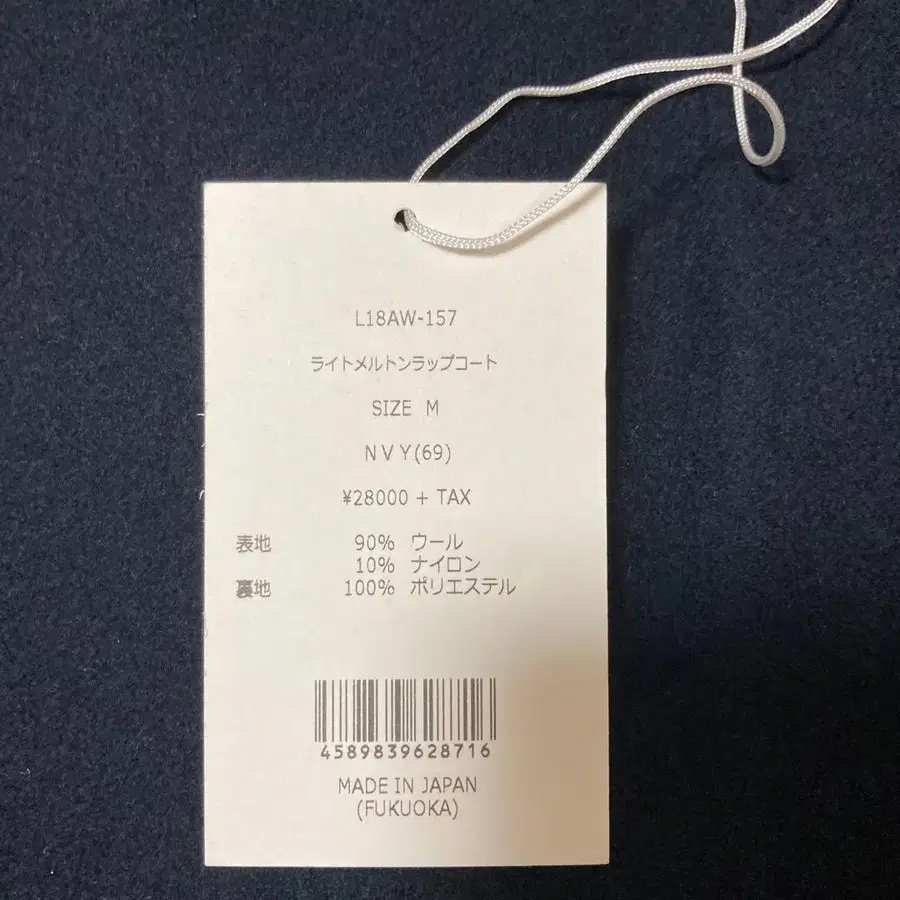 L18AW-157
ライトメルトンラップコート
SIZE M
NVY(69)
¥28000 + TAX
表地 90% ウール
10% ナイロン
裏地 100% ポリエステル
4589839628716
MADE IN JAPAN
(FUKUOKA)